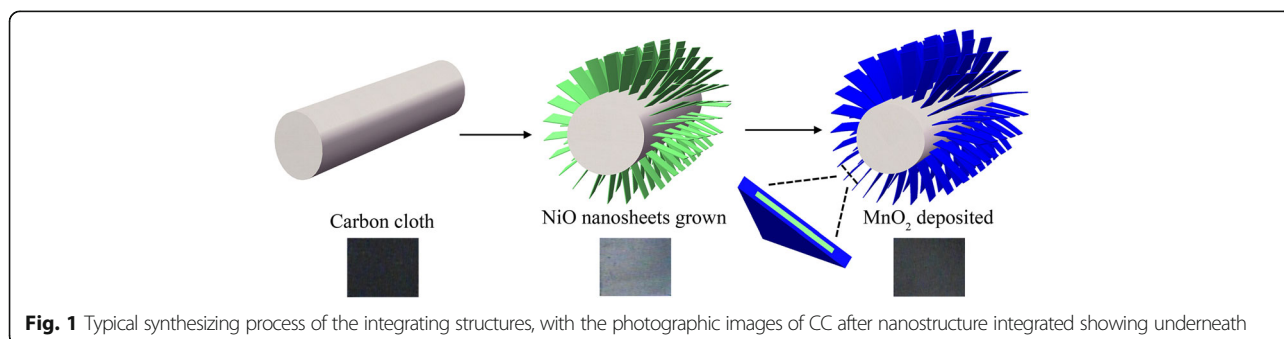 Carbon cloth
NiO nanosheets grown
MnO₂ deposited
Fig. 1 Typical synthesizing process of the integrating structures, with the photographic images of CC after nanostructure integrated showing underneath